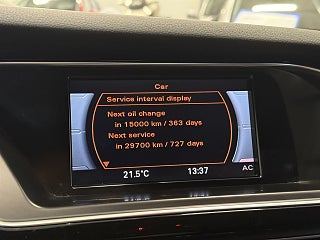 Car
Service interval display
Next oil change
in 15000 km / 363 days
Next service
in 29700 km / 727 days
21.5°C 13:37 AC